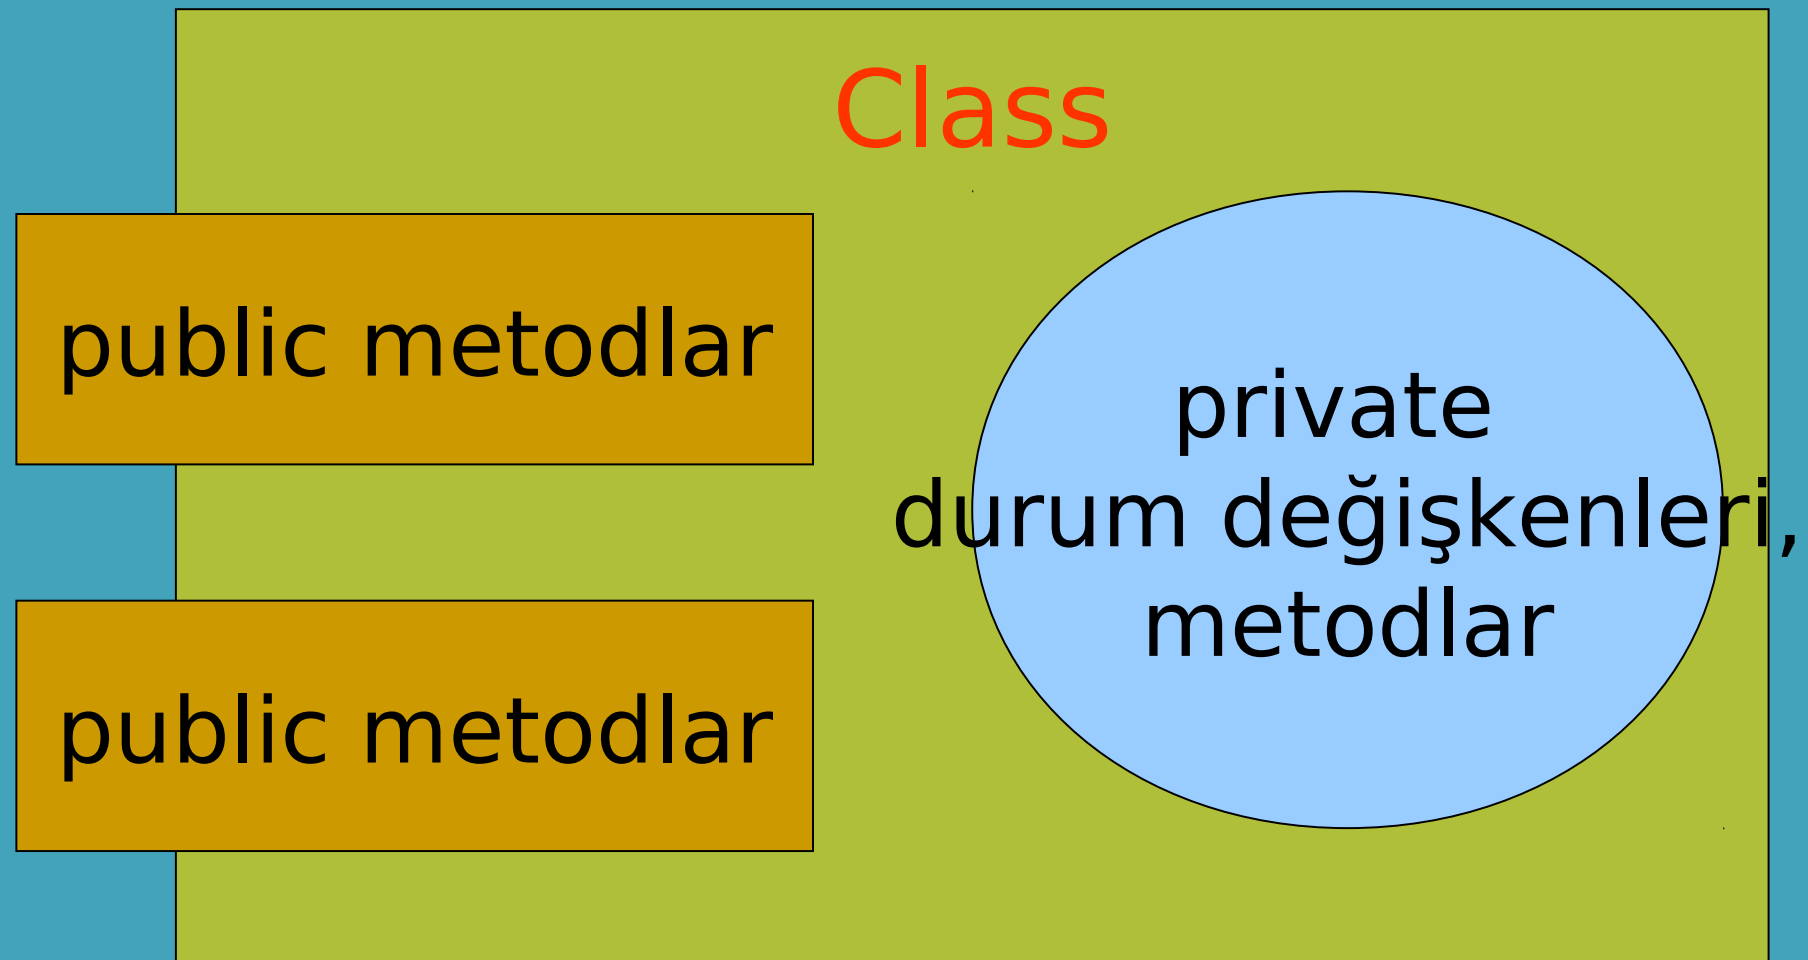 Class
public metodlar
private
durum değişkenleri,
metodlar
public metodlar